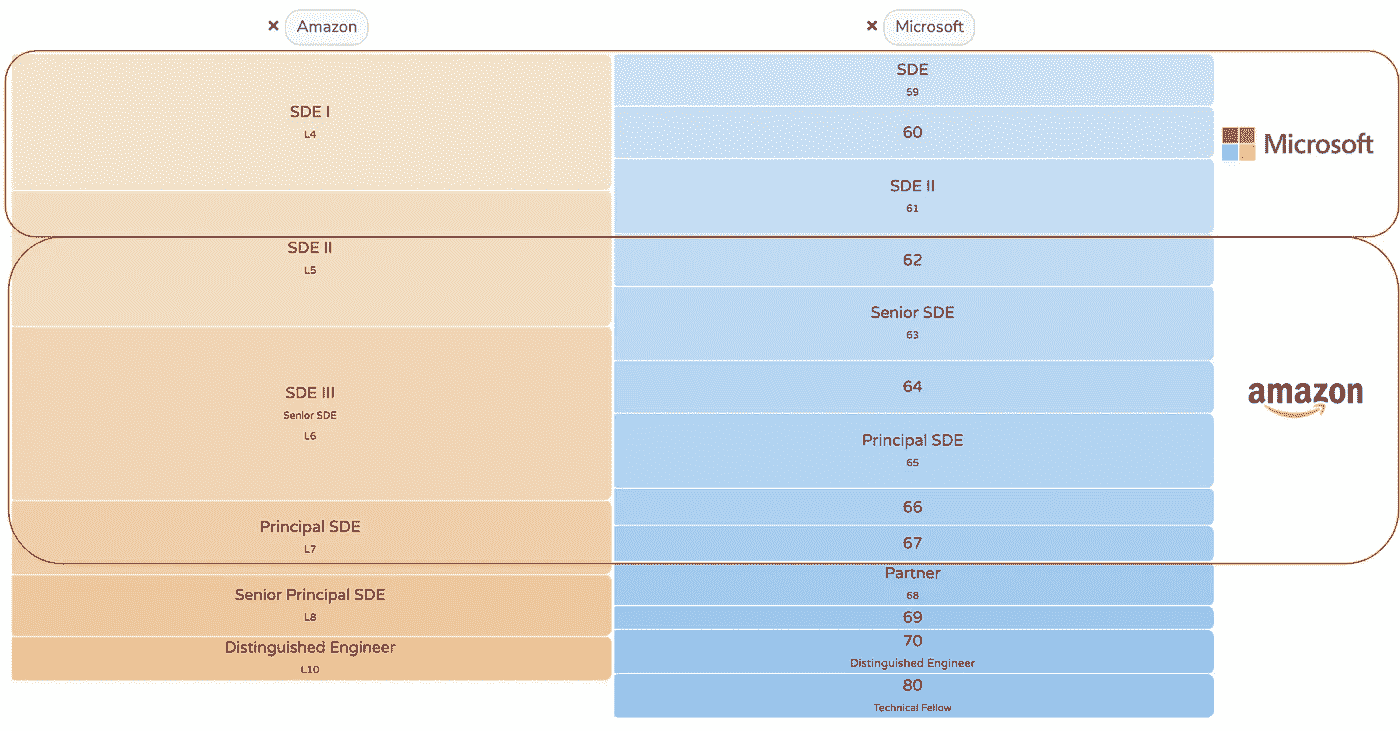 × Amazon
× Microsoft
SDE I
L4
SDE II
L5
SDE III
Senior SDE
L6
Principal SDE
L7
Senior Principal SDE
L8
Distinguished Engineer
L10
SDE
59
60
SDE II
61
62
Senior SDE
63
64
Principal SDE
65
66
67
Partner
68
69
70
Distinguished Engineer
80
Technical Fellow
Microsoft
amazon